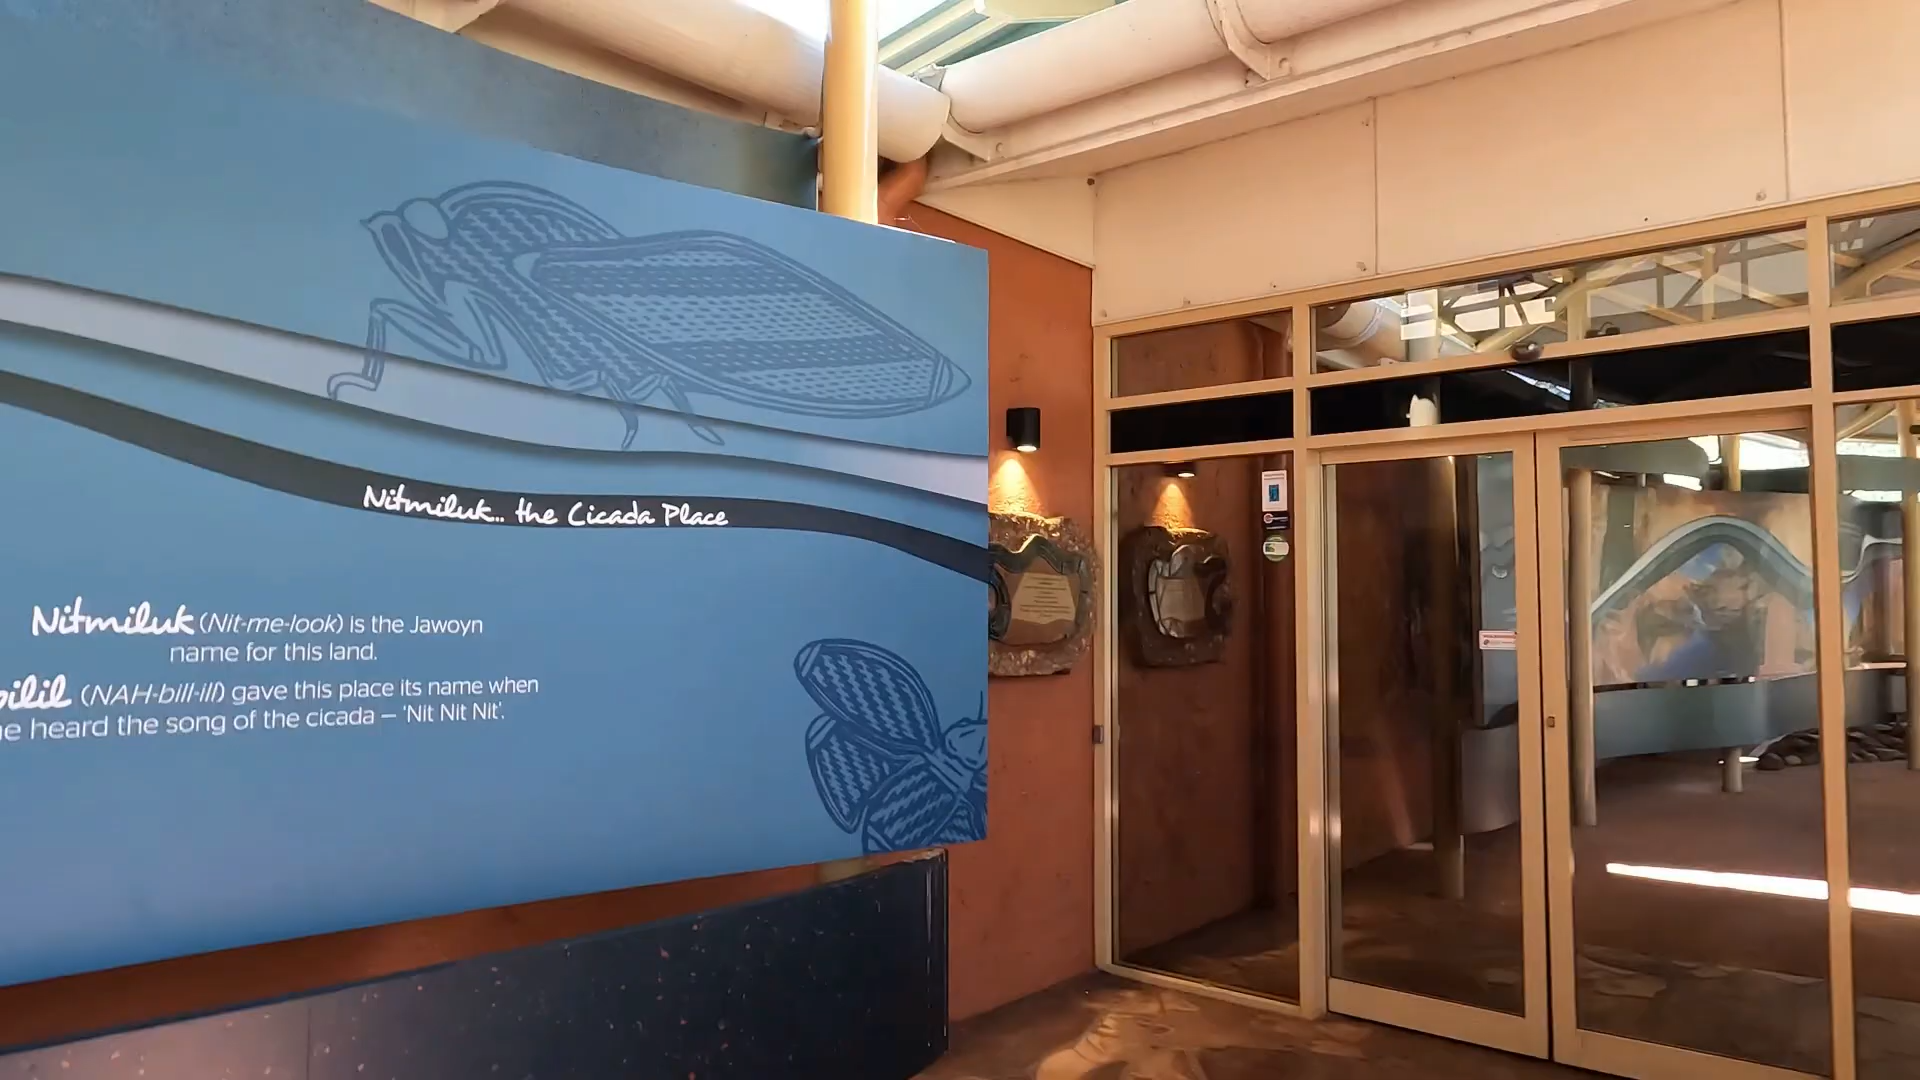 Nitmiluk... the Cicada Place
Nitmiluk (Nit-me-look) is the Jawoyn
name for this land.
(NAH-bill-ill) gave this place its name when
heard the song of the cicada – 'Nit Nit Nit'.